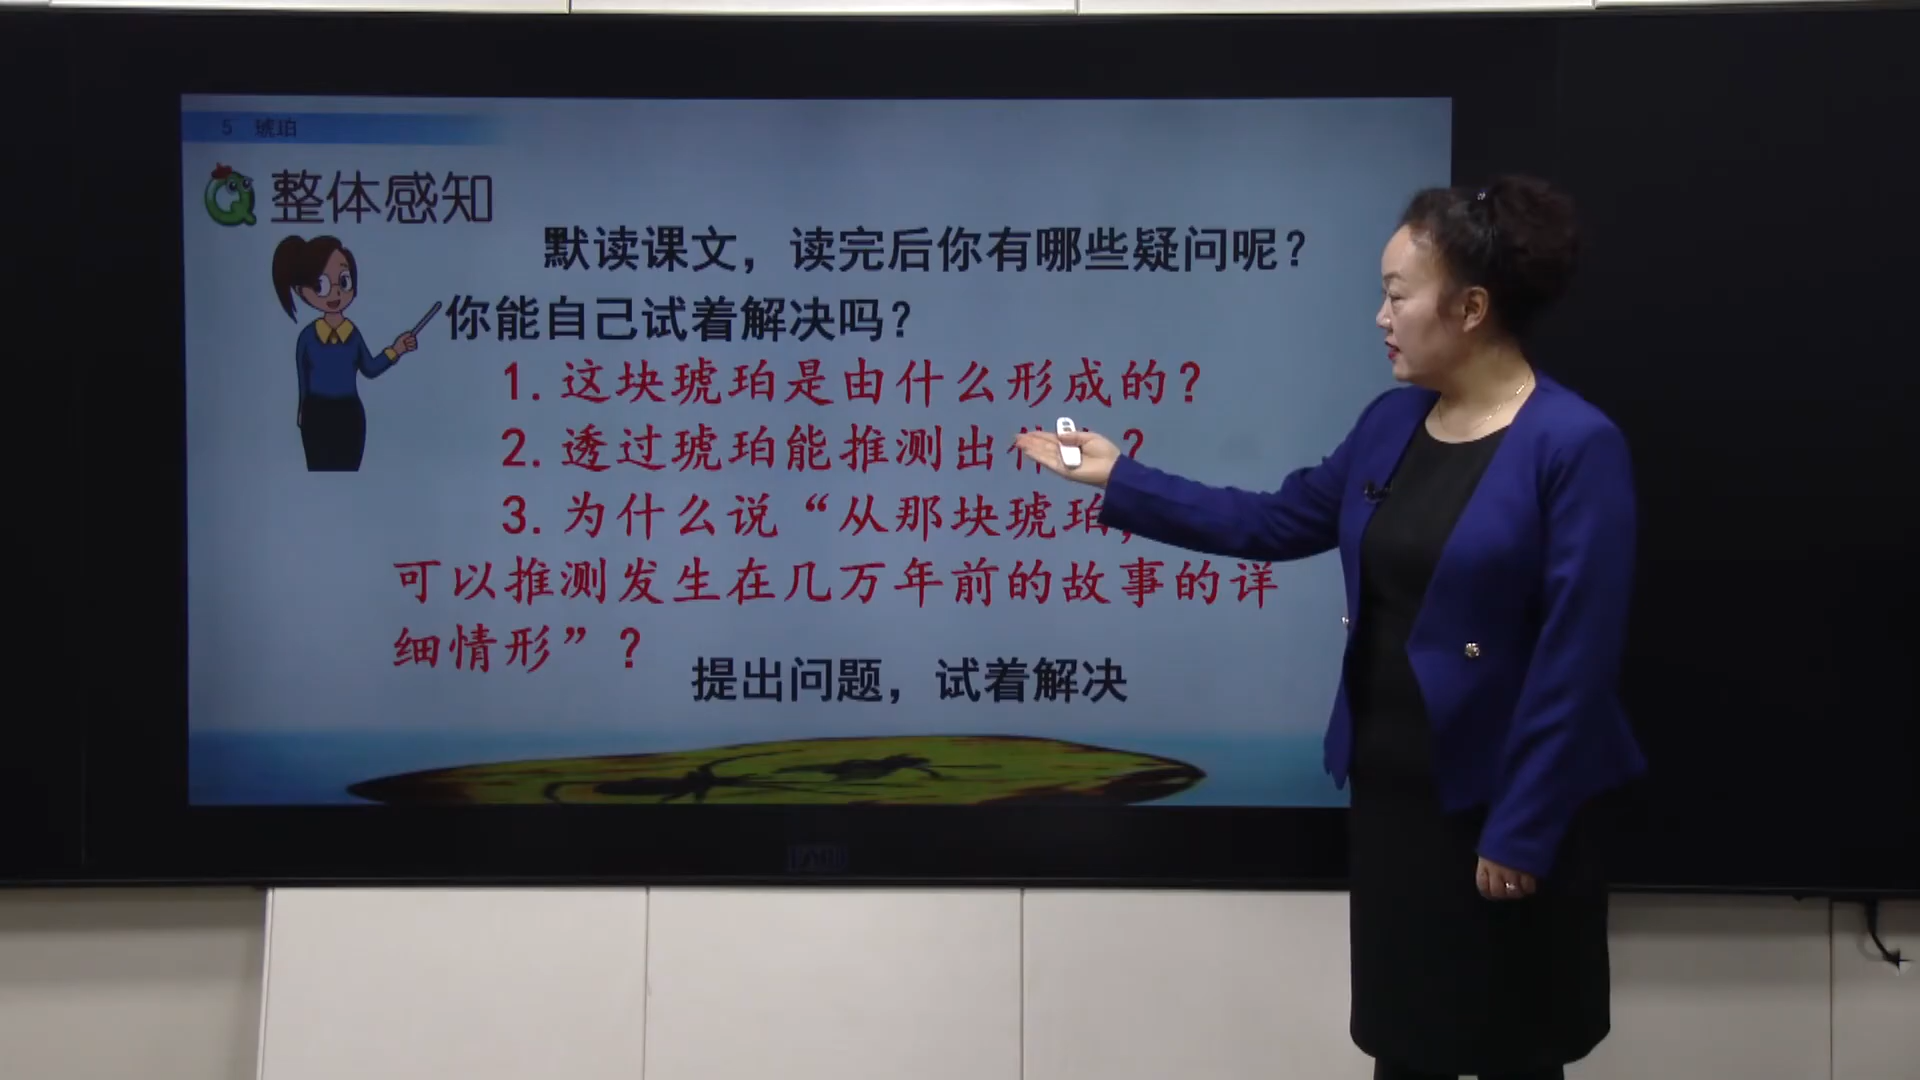 5 琥珀
整体感知
默读课文，读完后你有哪些疑问呢？
你能自己试着解决吗？
1.这块琥珀是由什么形成的？
2.透过琥珀能推测出什？
3.为什么说“从那块琥珀，
可以推测发生在几万年前的故事的详
细情形”？
提出问题，试着解决